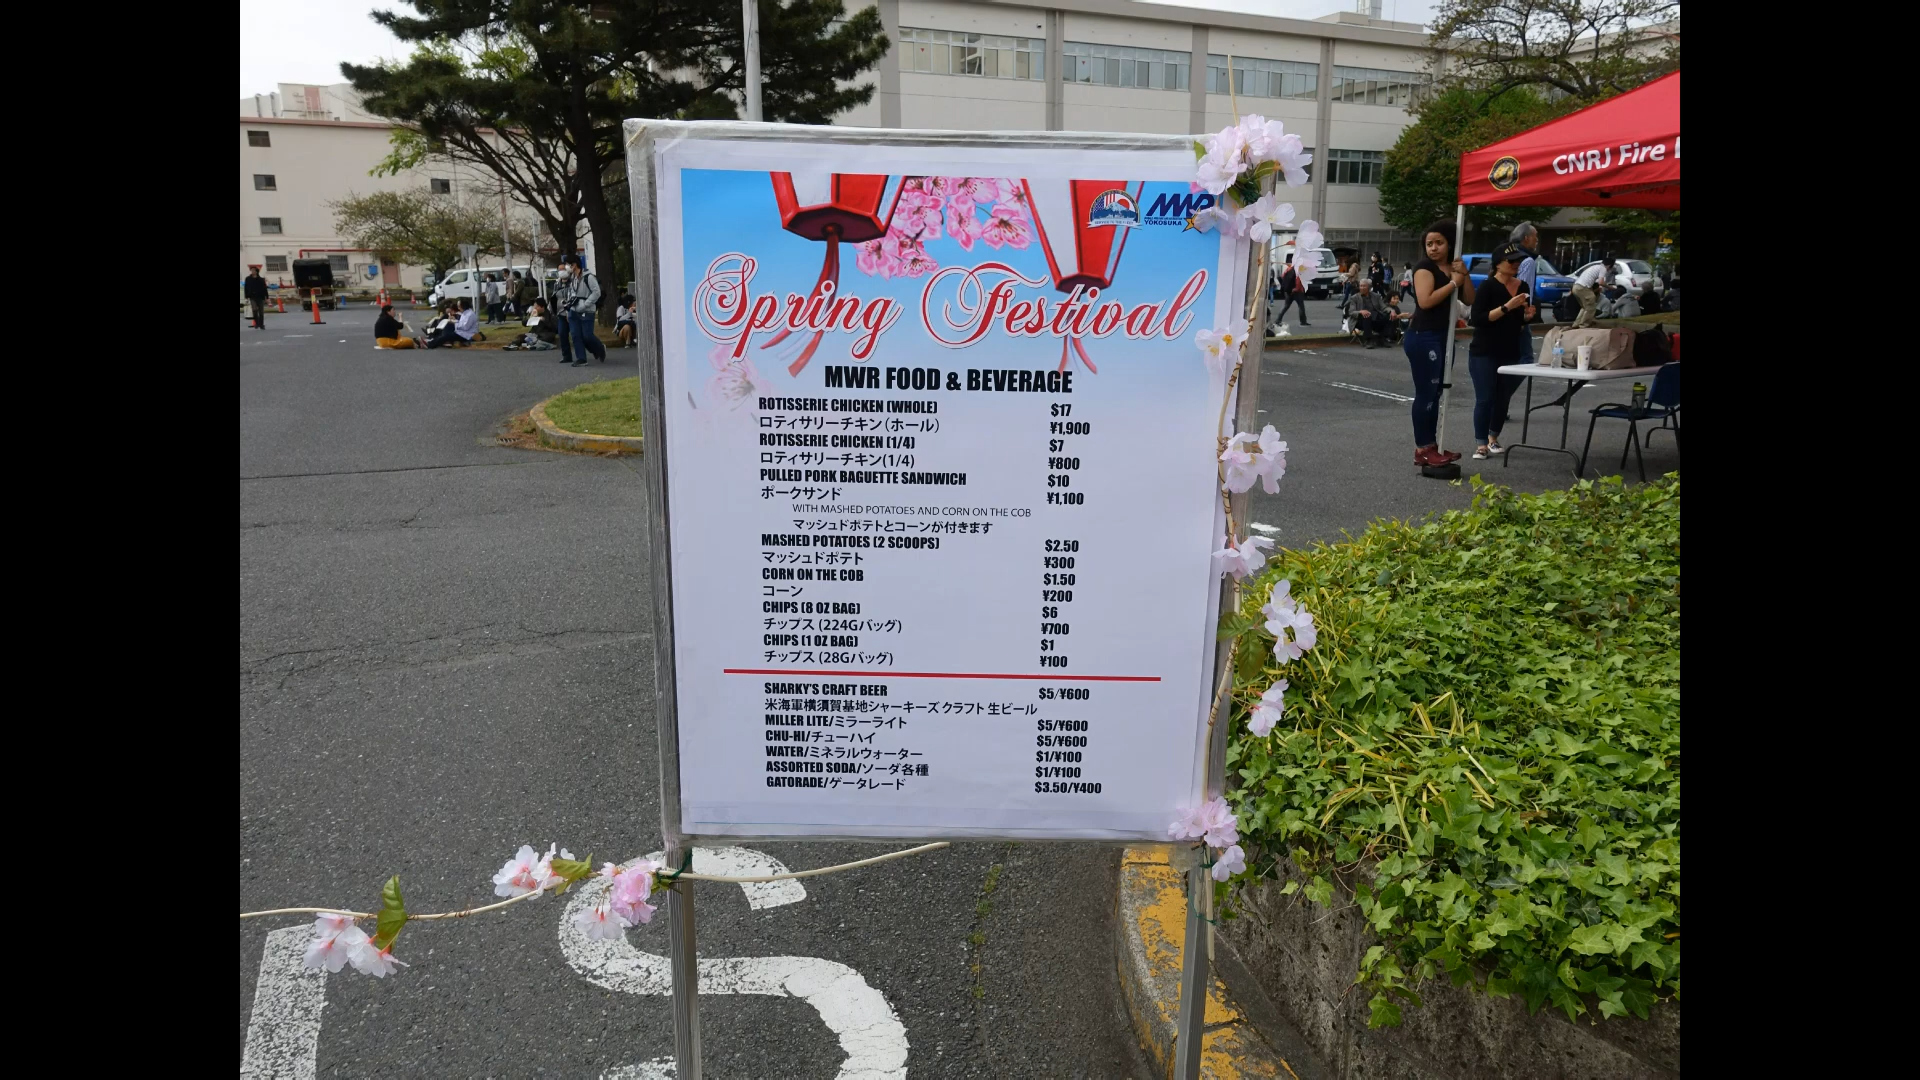 CNRJ Fire
MWR
YOKOSUKA
Spring Festival
MWR FOOD & BEVERAGE
ROTISSERIE CHICKEN (WHOLE) $17
ロティサリーチキン(ホール) ¥1,900
ROTISSERIE CHICKEN (1/4) $7
ロティサリーチキン(1/4) ¥800
PULLED PORK BAGUETTE SANDWICH $10
ポークサンド ¥1,100
WITH MASHED POTATOES AND CORN ON THE COB
マッシュドポテトとコーンが付きます
MASHED POTATOES (2 SCOOPS) $2.50
マッシュドポテト ¥300
CORN ON THE COB $1.50
コーン ¥200
CHIPS (8 OZ BAG) $6
チップス (224Gバッグ) ¥700
CHIPS (1 OZ BAG) $1
チップス (28Gバッグ) ¥100
SHARKY'S CRAFT BEER $5/¥600
米海軍横須賀基地シャーキーズ クラフト 生ビール
MILLER LITE/ミラーライト $5/¥600
CHU-HI/チューハイ $5/¥600
WATER/ミネラルウォーター $1/¥100
ASSORTED SODA/ソーダ各種 $1/¥100
GATORADE/ゲータレード $3.50/¥400